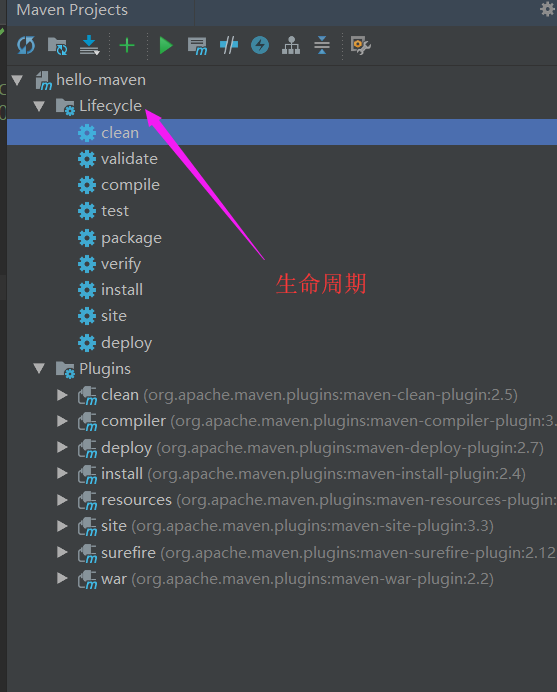 Maven Projects
hello-maven
Lifecycle
clean
validate
compile
test
package
verify
生命周期
install
site
deploy
Plugins
clean (org.apache.maven.plugins:maven-clean-plugin:2.5)
compiler (org.apache.maven.plugins:maven-compiler-plugin:3.
deploy (org.apache.maven.plugins:maven-deploy-plugin:2.7)
install (org.apache.maven.plugins:maven-install-plugin:2.4)
resources (org.apache.maven.plugins:maven-resources-plugin:
site (org.apache.maven.plugins:maven-site-plugin:3.3)
surefire (org.apache.maven.plugins:maven-surefire-plugin:2.12
war (org.apache.maven.plugins:maven-war-plugin:2.2)